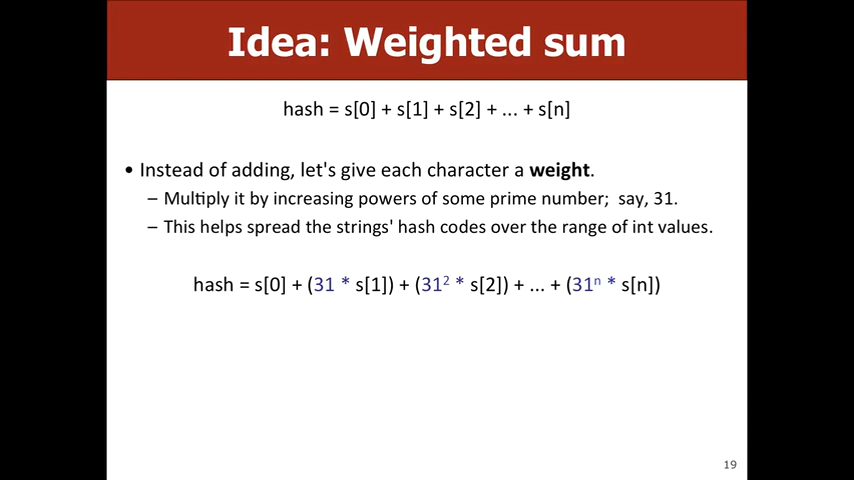 Idea: Weighted sum
hash = s[0] + s[1] + s[2] + ... + s[n]
• Instead of adding, let's give each character a weight.
– Multiply it by increasing powers of some prime number; say, 31.
– This helps spread the strings' hash codes over the range of int values.
hash = s[0] + (31 * s[1]) + (31² * s[2]) + ... + (31ⁿ * s[n])
19